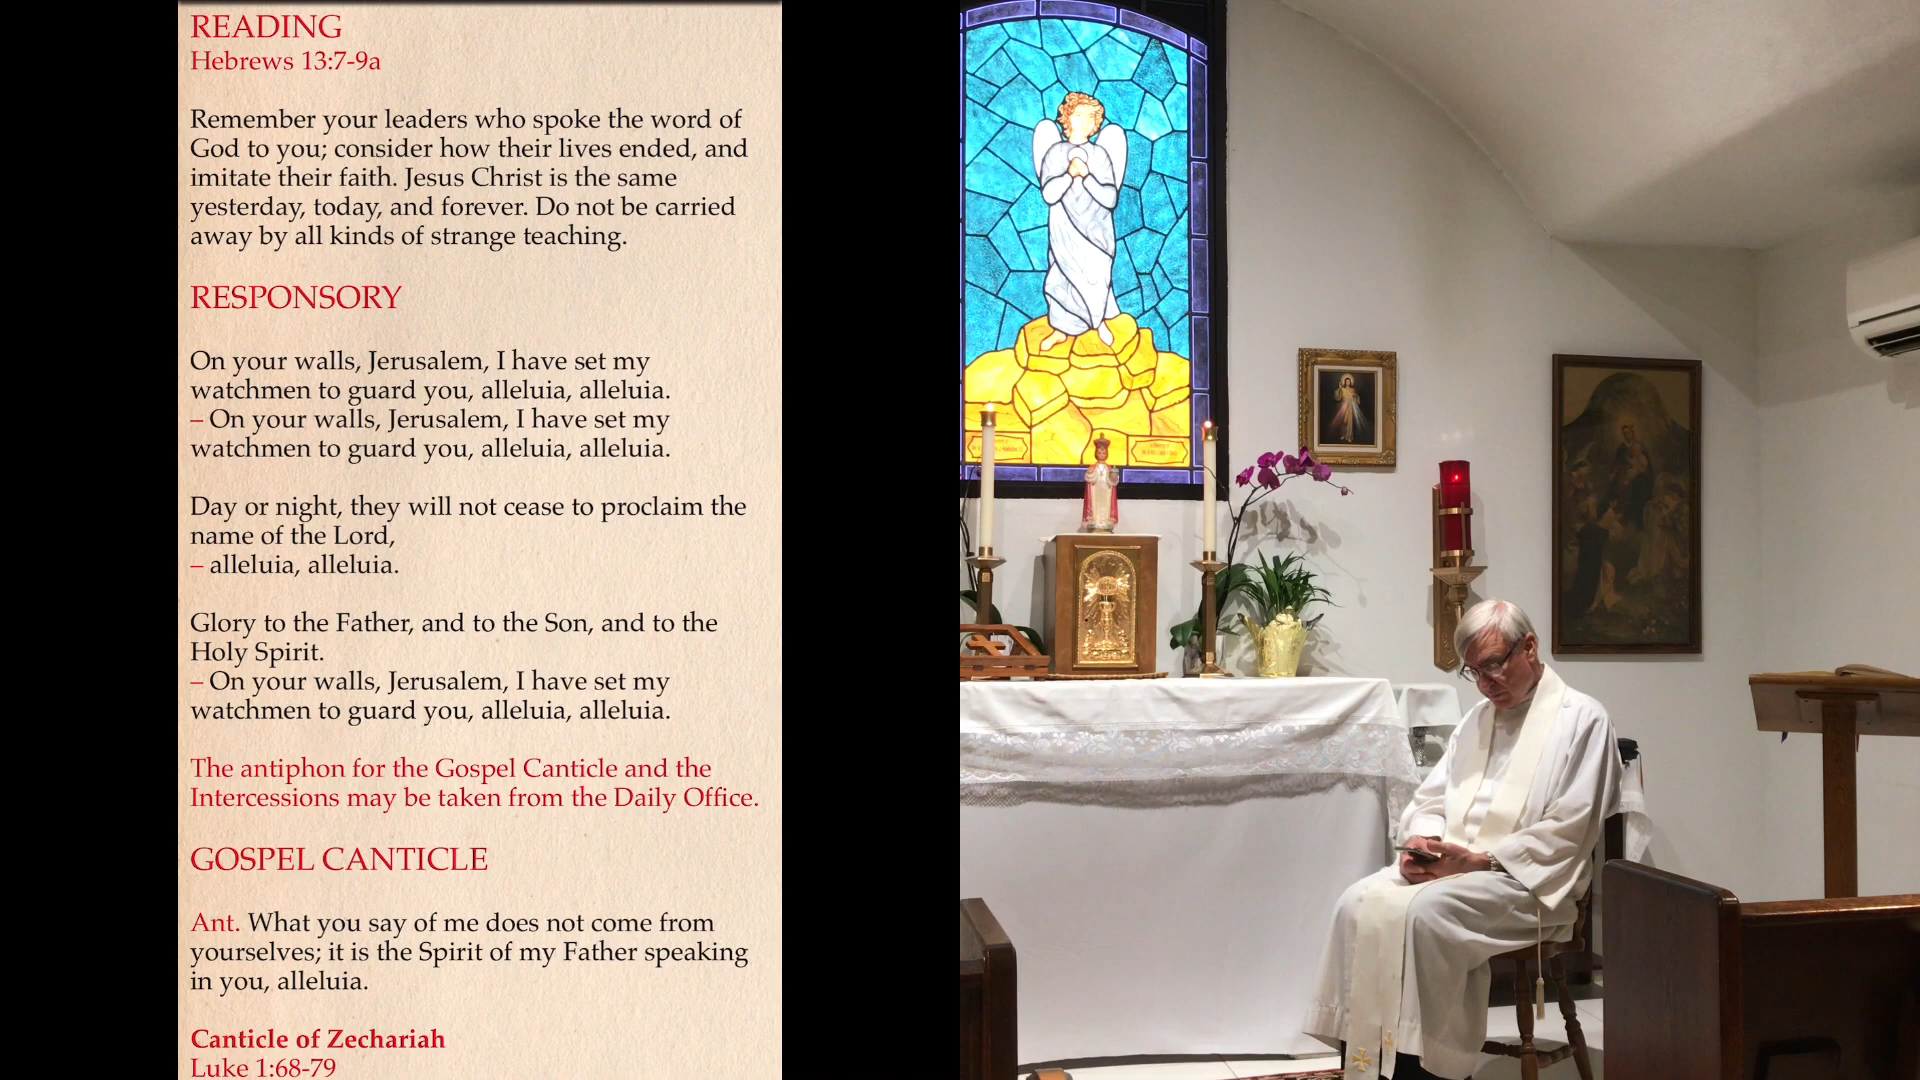 READING
Hebrews 13:7-9a
Remember your leaders who spoke the word of
God to you; consider how their lives ended, and
imitate their faith. Jesus Christ is the same
yesterday, today, and forever. Do not be carried
away by all kinds of strange teaching.
RESPONSORY
On your walls, Jerusalem, I have set my
watchmen to guard you, alleluia, alleluia.
– On your walls, Jerusalem, I have set my
watchmen to guard you, alleluia, alleluia.
Day or night, they will not cease to proclaim the
name of the Lord,
– alleluia, alleluia.
Glory to the Father, and to the Son, and to the
Holy Spirit.
– On your walls, Jerusalem, I have set my
watchmen to guard you, alleluia, alleluia.
The antiphon for the Gospel Canticle and the
Intercessions may be taken from the Daily Office.
GOSPEL CANTICLE
Ant. What you say of me does not come from
yourselves; it is the Spirit of my Father speaking
in you, alleluia.
Canticle of Zechariah
Luke 1:68-79